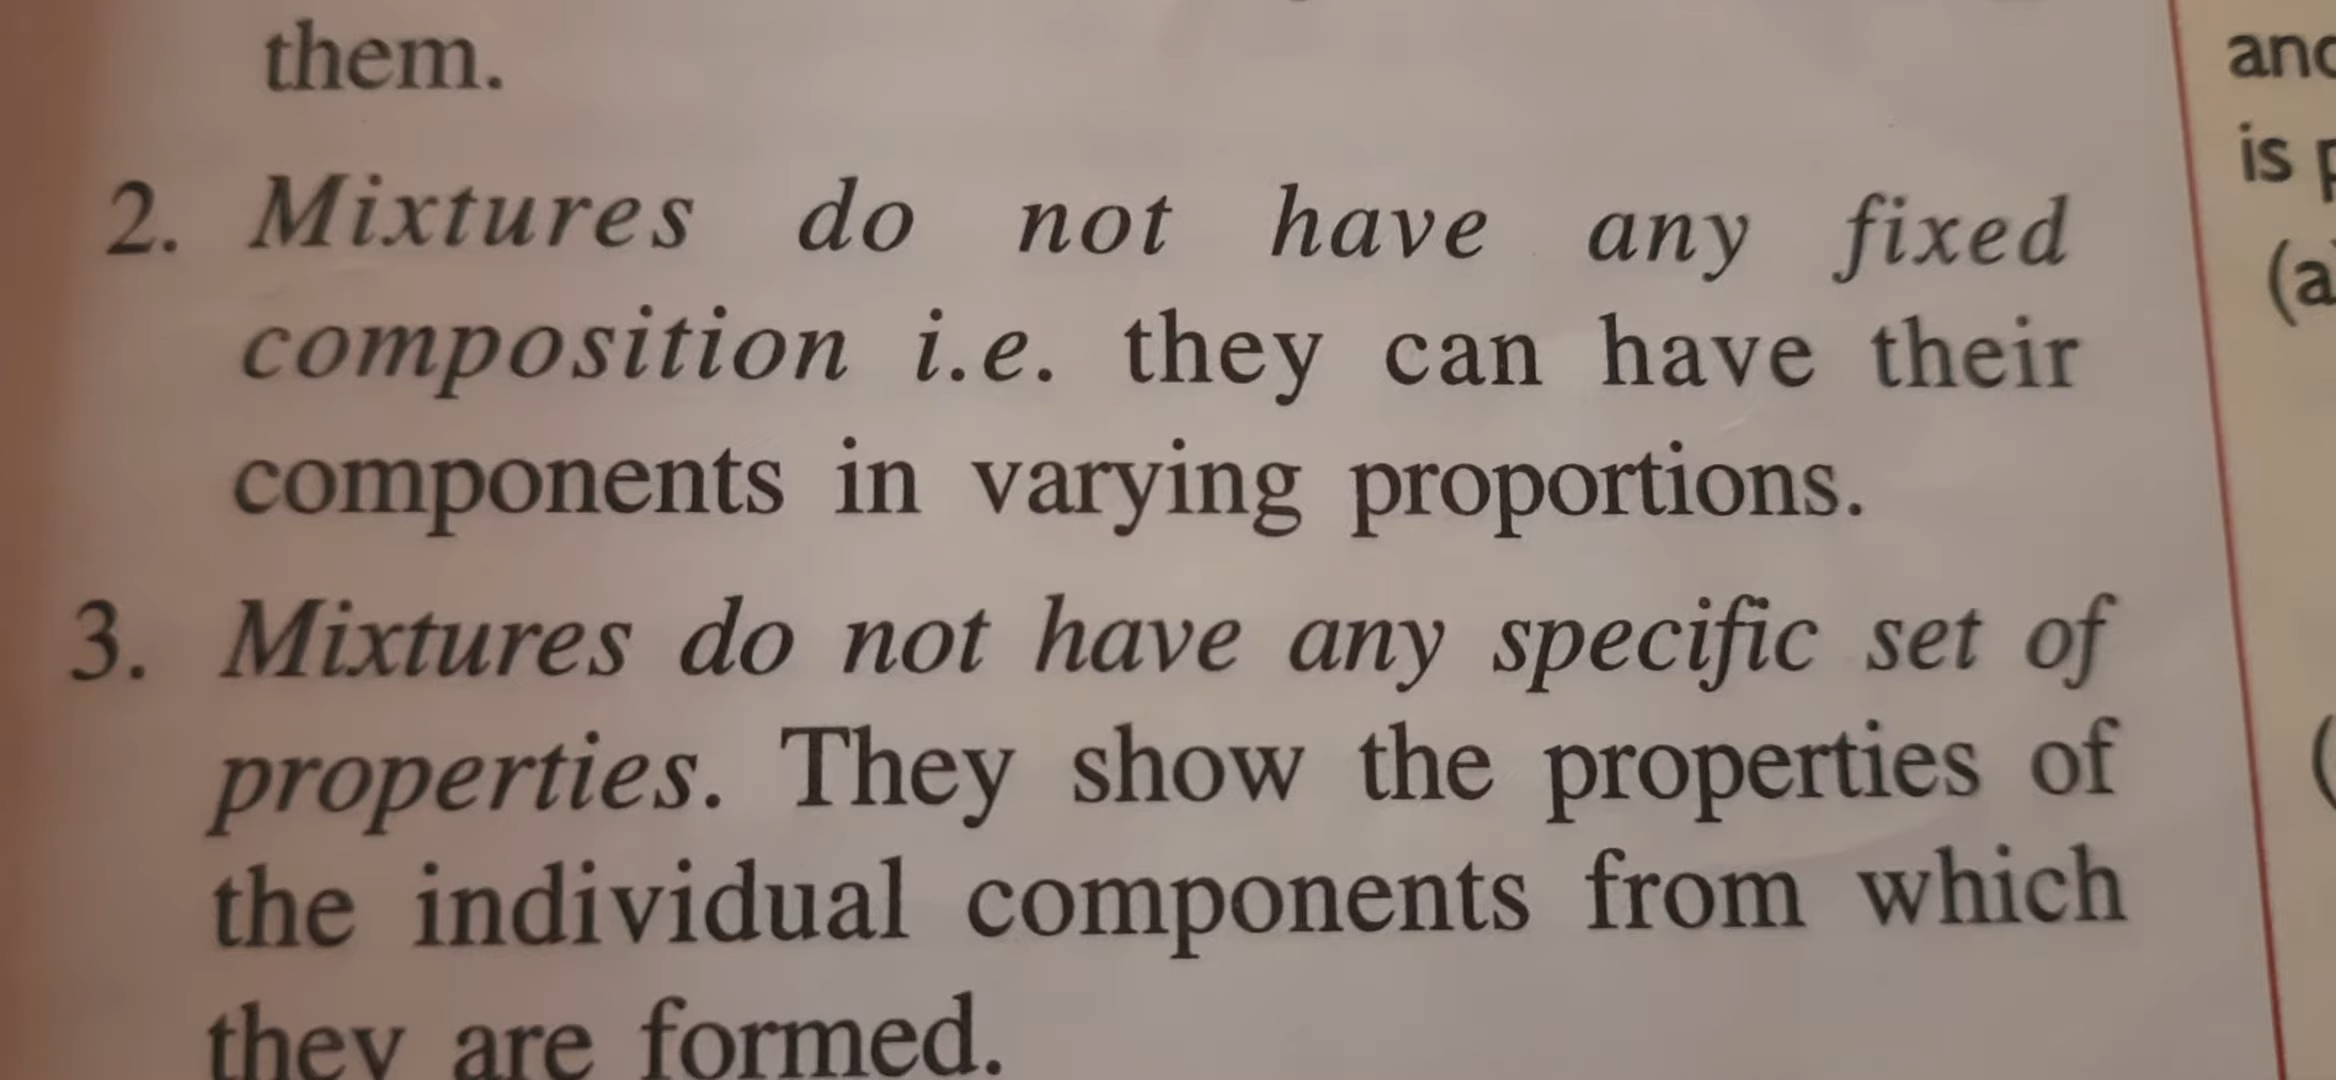 them.
2. Mixtures do not have any fixed
composition i.e. they can have their
components in varying proportions.
3. Mixtures do not have any specific set of
properties. They show the properties of
the individual components from which
they are formed.
is
(a